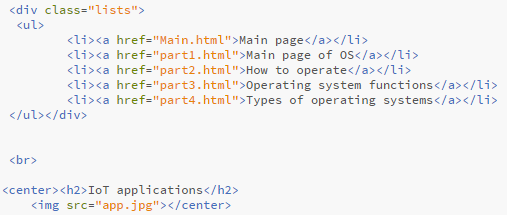 <div class="lists">
<ul>
<li><a href="Main.html">Main page</a></li>
<li><a href="part1.html">Main page of OS</a></li>
<li><a href="part2.html">How to operate</a></li>
<li><a href="part3.html">Operating system functions</a></li>
<li><a href="part4.html">Types of operating systems</a></li>
</ul></div>
<br>
<center><h2>IoT applications</h2>
<img src="app.jpg"></center>